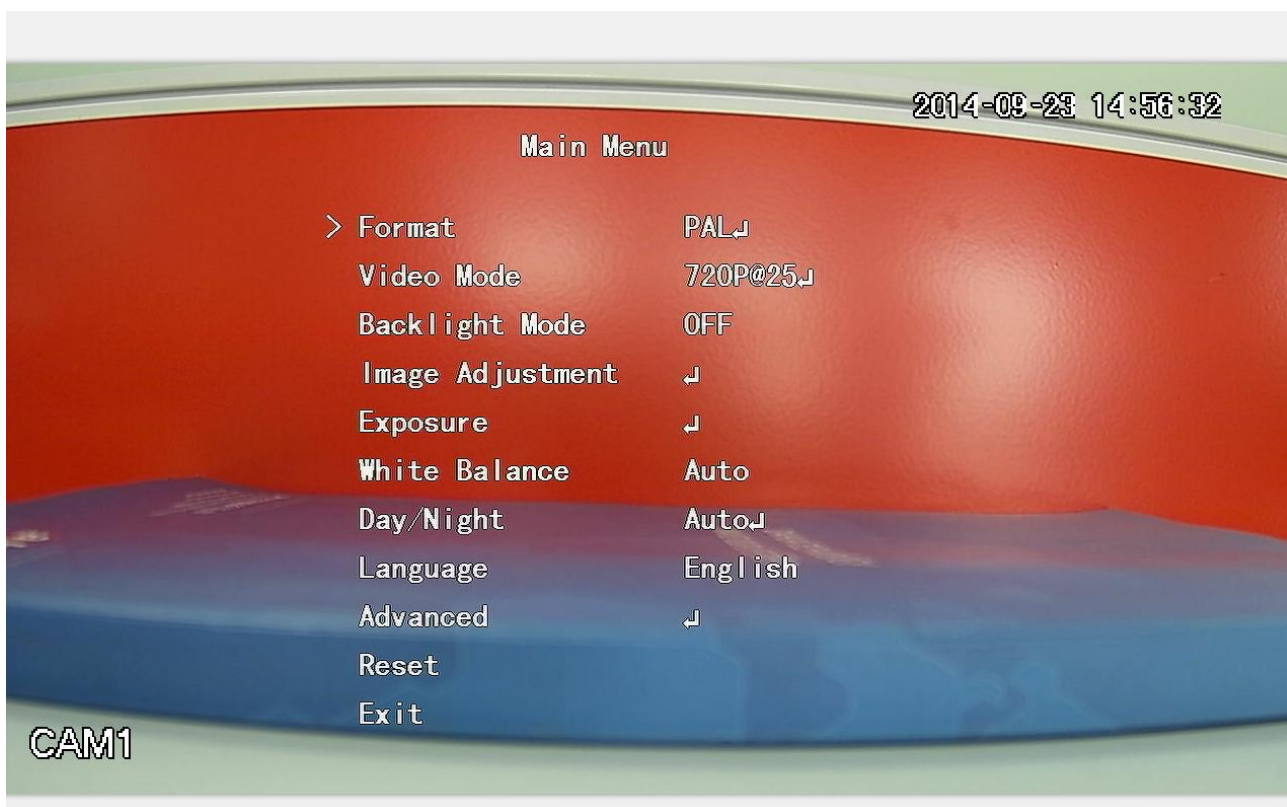 2014-09-23 14:56:32
Main Menu
> Format PAL↵
Video Mode 720P@25↵
Backlight Mode OFF
Image Adjustment ↵
Exposure ↵
White Balance Auto
Day/Night Auto↵
Language English
Advanced ↵
Reset
Exit
CAM1